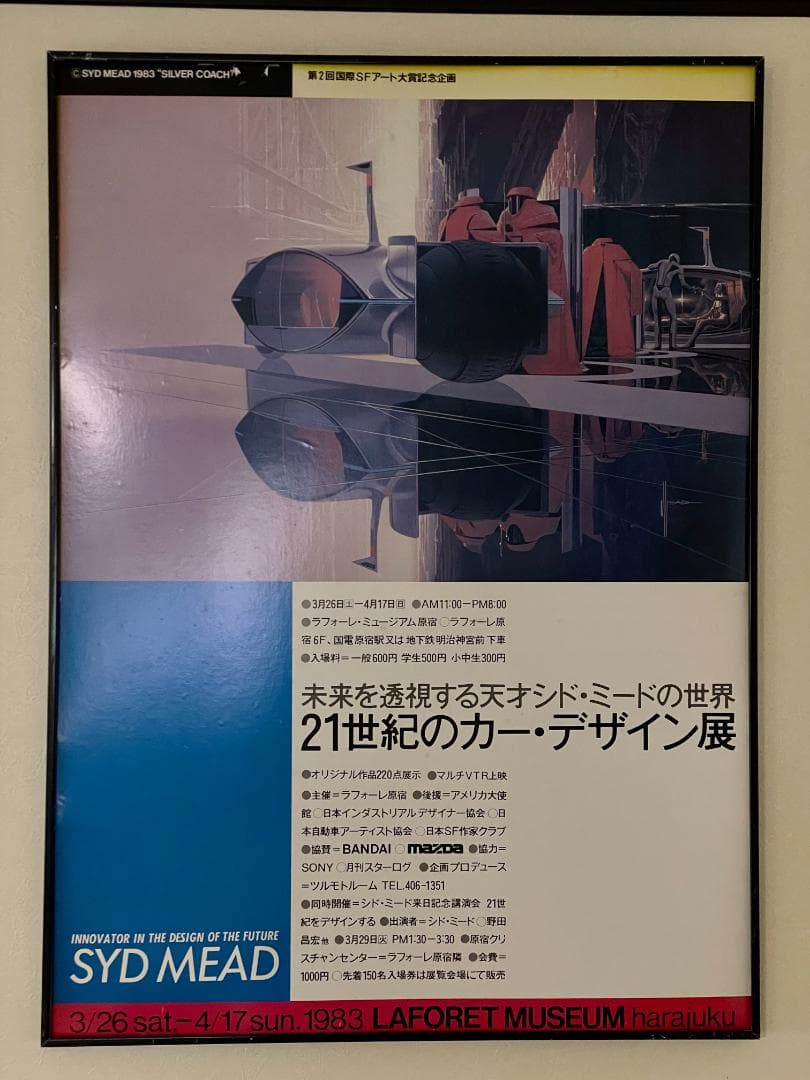 © SYD MEAD 1983 "SILVER COACH"
第2回国際SFアート大賞記念企画
●3月26日㊏—4月17日㊐ ●AM11:00—PM8:00
●ラフォーレ・ミュージアム原宿 ○ラフォーレ原
宿6F、国電原宿駅又は地下鉄明治神宮前下車
●入場料=一般600円 学生500円 小中生300円
未来を透視する天才シド・ミードの世界
21世紀のカー・デザイン展
●オリジナル作品220点展示 ●マルチVTR上映
●主催=ラフォーレ原宿 ●後援=アメリカ大使
館 ○日本インダストリアルデザイナー協会 ○日
本自動車アーティスト協会 ○日本SF作家クラブ
●協賛=BANDAI ○mazda ●協力=
SONY ○月刊スターログ ●企画プロデュース
=ツルモトルーム TEL.406-1351
●同時開催=シド・ミード来日記念講演会 21世
紀をデザインする ●出演者=シド・ミード ○野田
昌宏他 ●3月29日㊋ PM1:30-3:30 ●原宿クリ
スチャンセンター=ラフォーレ原宿隣 ●会費=
1000円 ○先着150名入場券は展覧会場にて販売
INNOVATOR IN THE DESIGN OF THE FUTURE
SYD MEAD
3/26 sat.—4/17 sun. 1983 LAFORET MUSEUM harajuku